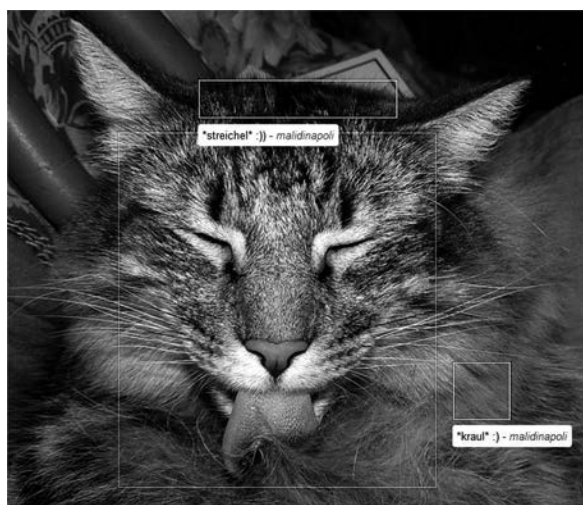 *streichel* :)) - malidinapoli
*kraul* :) - malidinapoli